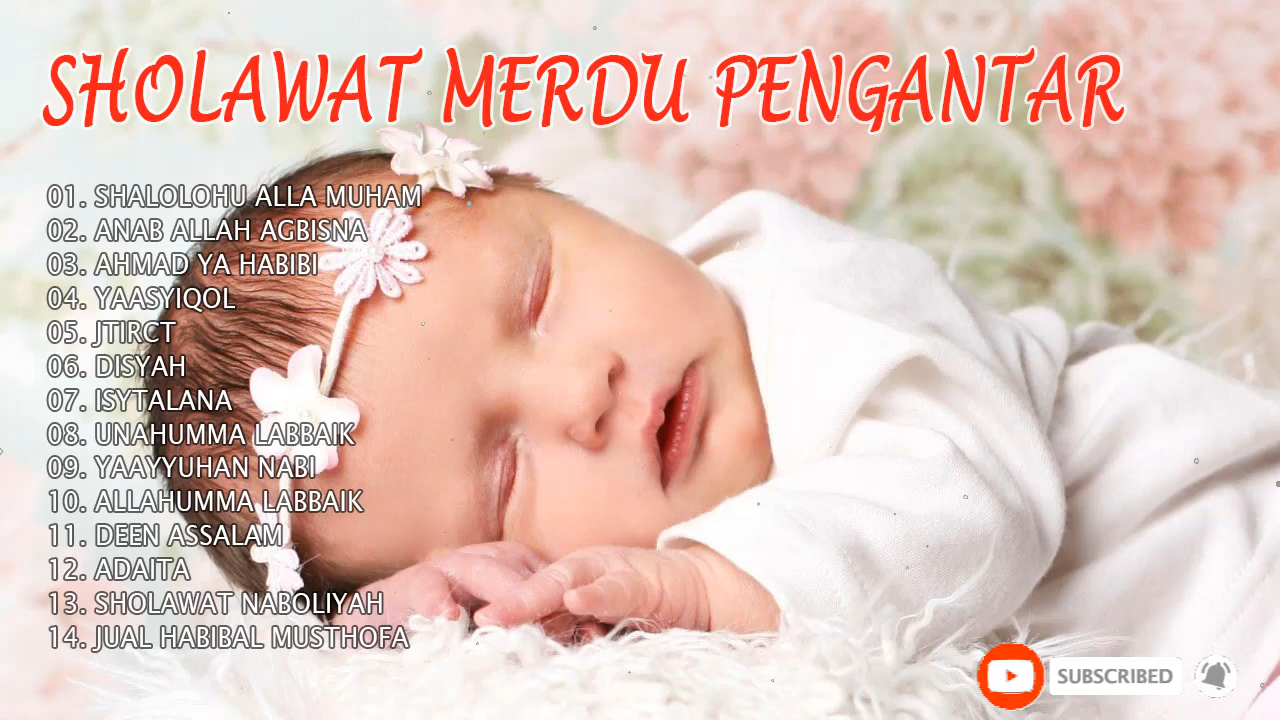 SHOLAWAT MERDU PENGANTAR
01. SHALOLOHU ALLA MUHAM
02. ANAB ALLAH AGBISNA
03. AHMAD YA HABIBI
04. YAASYIQOL
05. JTIRCT
06. DISYAH
07. ISYTALANA
08. UNAHUMMA LABBAIK
09. YAAYYUHAN NABI
10. ALLAHUMMA LABBAIK
11. DEEN ASSALAM
12. ADAITA
13. SHOLAWAT NABOLIYAH
14. JUAL HABIBAL MUSTHOFA
SUBSCRIBED